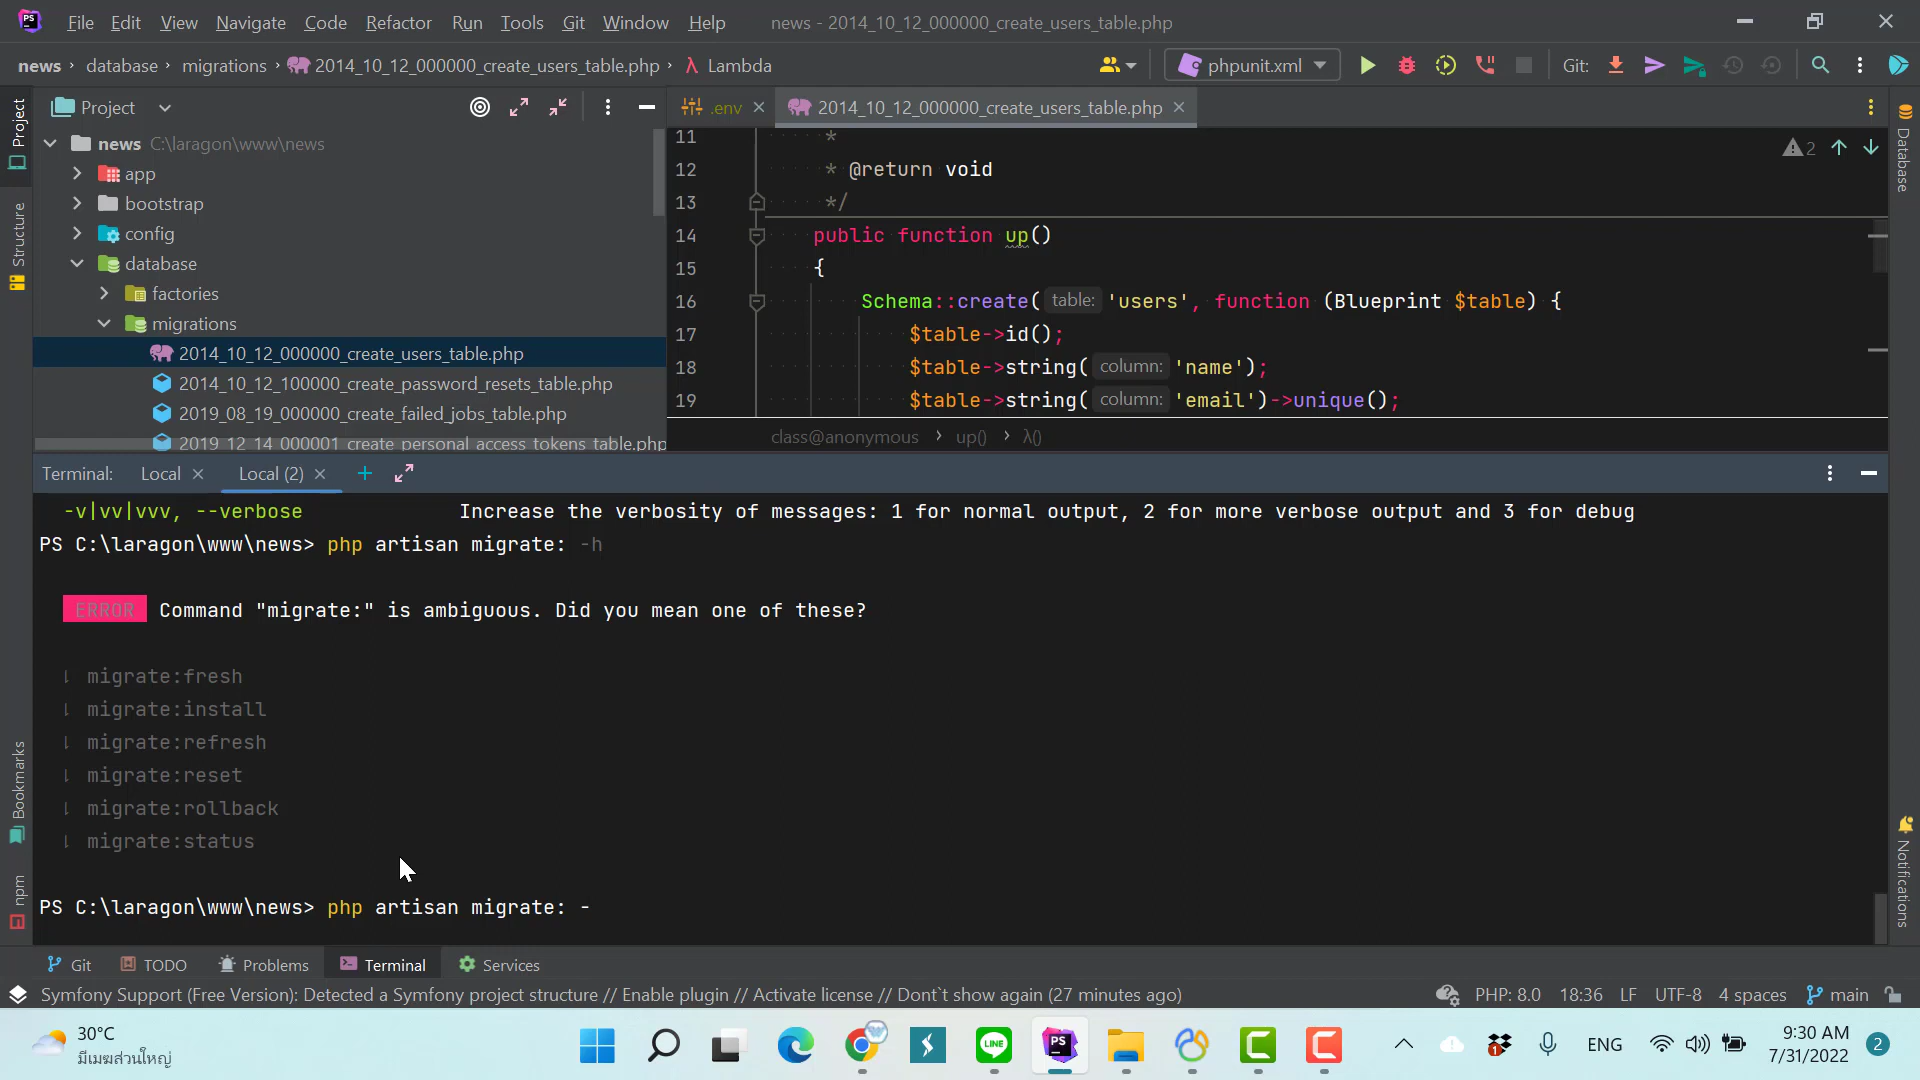 PS File Edit View Navigate Code Refactor Run Tools Git Window Help news - 2014_10_12_000000_create_users_table.php
news database migrations 2014_10_12_000000_create_users_table.php λ Lambda phpunit.xml Git:
Project
.env 2014_10_12_000000_create_users_table.php
Project
Structure
Bookmarks
npm
Database
Notifications
news C:\laragon\www\news
app
bootstrap
config
database
factories
migrations
2014_10_12_000000_create_users_table.php
2014_10_12_100000_create_password_resets_table.php
2019_08_19_000000_create_failed_jobs_table.php
2019_12_14_000001_create_personal_access_tokens_table.php
2
11 *
12 * @return void
13 */
14 public function up()
15 {
16 Schema::create( table: 'users', function (Blueprint $table) {
17 $table->id();
18 $table->string( column: 'name');
19 $table->string( column: 'email')->unique();
class@anonymous › up() › λ()
Terminal: Local Local (2)
-v|vv|vvv, --verbose Increase the verbosity of messages: 1 for normal output, 2 for more verbose output and 3 for debug
PS C:\laragon\www\news> php artisan migrate: -h
ERROR Command "migrate:" is ambiguous. Did you mean one of these?
⇂ migrate:fresh
⇂ migrate:install
⇂ migrate:refresh
⇂ migrate:reset
⇂ migrate:rollback
⇂ migrate:status
PS C:\laragon\www\news> php artisan migrate: -
Git TODO Problems Terminal Services
Symfony Support (Free Version): Detected a Symfony project structure // Enable plugin // Activate license // Dont`t show again (27 minutes ago) PHP: 8.0 18:36 LF UTF-8 4 spaces main
30°C
มีเมฆส่วนใหญ่
LINE PS 1 ENG
9:30 AM
7/31/2022
2